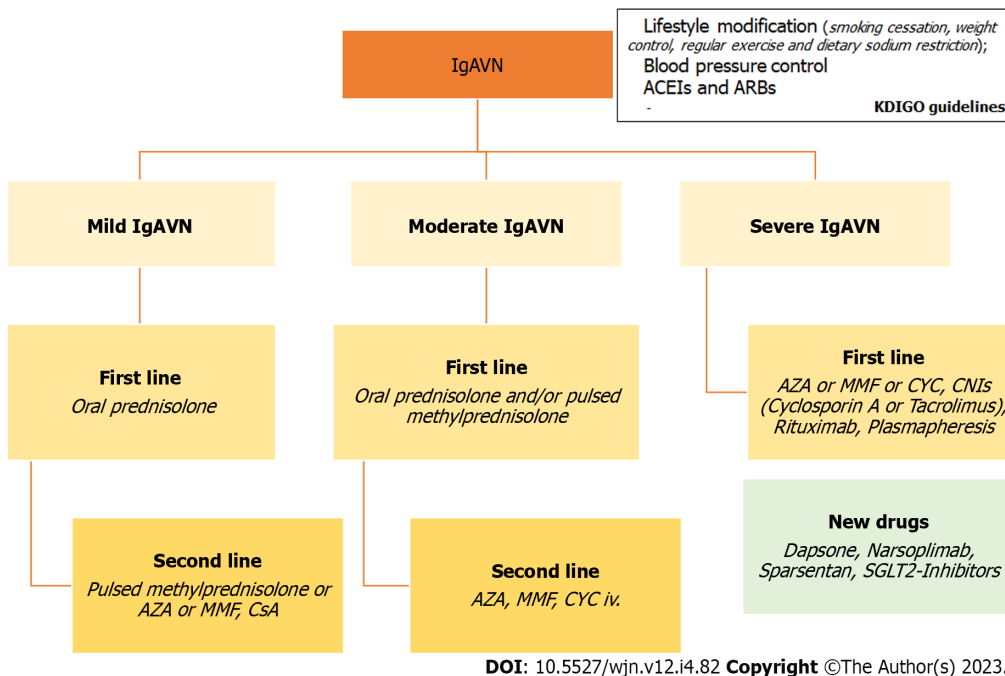 Lifestyle modification (smoking cessation, weight
control, regular exercise and dietary sodium restriction);
Blood pressure control
ACEIs and ARBs
-
KDIGO guidelines
IgAVN
Mild IgAVN
Moderate IgAVN
Severe IgAVN
First line
Oral prednisolone
First line
Oral prednisolone and/or pulsed
methylprednisolone
First line
AZA or MMF or CYC, CNIs
(Cyclosporin A or Tacrolimus),
Rituximab, Plasmapheresis
Second line
Pulsed methylprednisolone or
AZA or MMF, CsA
Second line
AZA, MMF, CYC iv.
New drugs
Dapsone, Narsoplimab,
Sparsentan, SGLT2-Inhibitors
DOI: 10.5527/wjn.v12.i4.82 Copyright ©The Author(s) 2023.